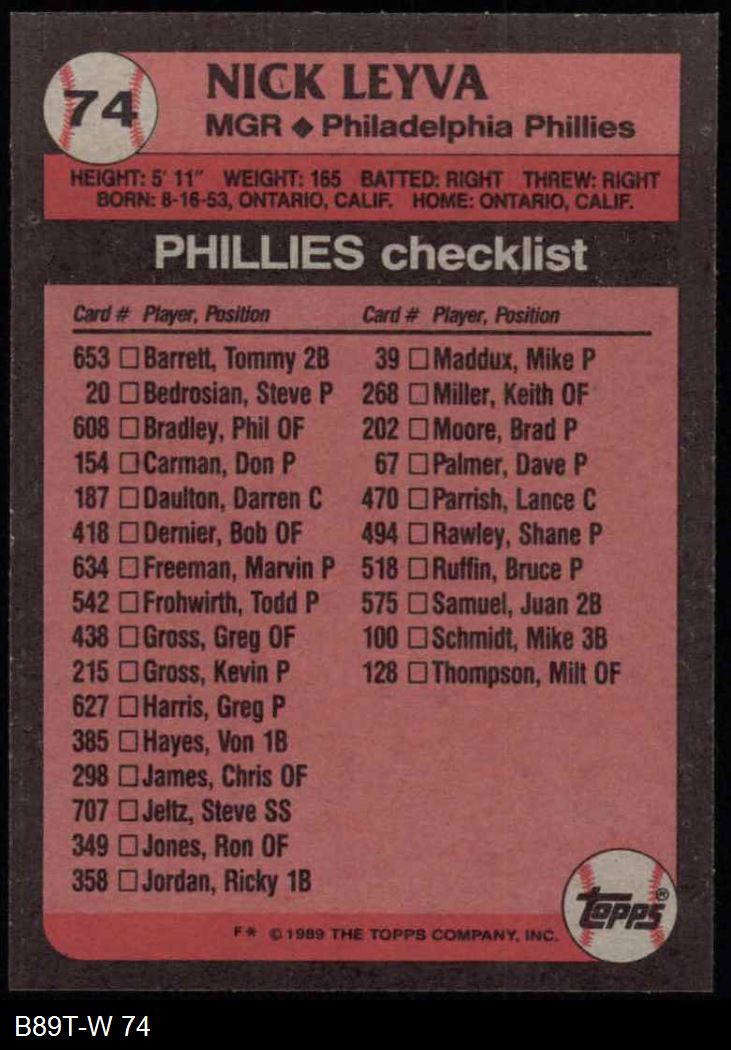 74
NICK LEYVA
MGR ◆ Philadelphia Phillies
HEIGHT: 5' 11" WEIGHT: 165 BATTED: RIGHT THREW: RIGHT
BORN: 8-16-53, ONTARIO, CALIF. HOME: ONTARIO, CALIF.
PHILLIES checklist
Card # Player, Position
653 □ Barrett, Tommy 2B
20 □ Bedrosian, Steve P
608 □ Bradley, Phil OF
154 □ Carman, Don P
187 □ Daulton, Darren C
418 □ Dernier, Bob OF
634 □ Freeman, Marvin P
542 □ Frohwirth, Todd P
438 □ Gross, Greg OF
215 □ Gross, Kevin P
627 □ Harris, Greg P
385 □ Hayes, Von 1B
298 □ James, Chris OF
707 □ Jeltz, Steve SS
349 □ Jones, Ron OF
358 □ Jordan, Ricky 1B
Card # Player, Position
39 □ Maddux, Mike P
268 □ Miller, Keith OF
202 □ Moore, Brad P
67 □ Palmer, Dave P
470 □ Parrish, Lance C
494 □ Rawley, Shane P
518 □ Ruffin, Bruce P
575 □ Samuel, Juan 2B
100 □ Schmidt, Mike 3B
128 □ Thompson, Milt OF
topps®
F* © 1989 THE TOPPS COMPANY, INC.
B89T-W 74